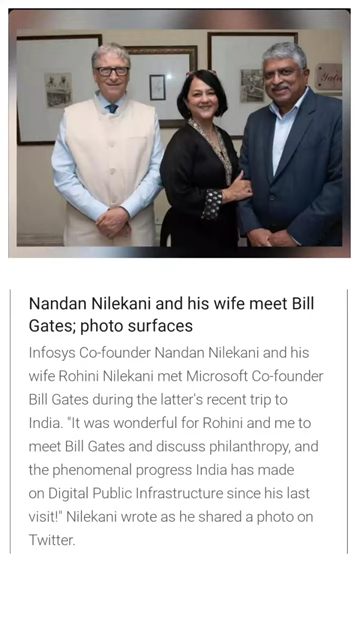 Nandan Nilekani and his wife meet Bill
Gates; photo surfaces
Infosys Co-founder Nandan Nilekani and his
wife Rohini Nilekani met Microsoft Co-founder
Bill Gates during the latter's recent trip to
India. "It was wonderful for Rohini and me to
meet Bill Gates and discuss philanthropy, and
the phenomenal progress India has made
on Digital Public Infrastructure since his last
visit!" Nilekani wrote as he shared a photo on
Twitter.